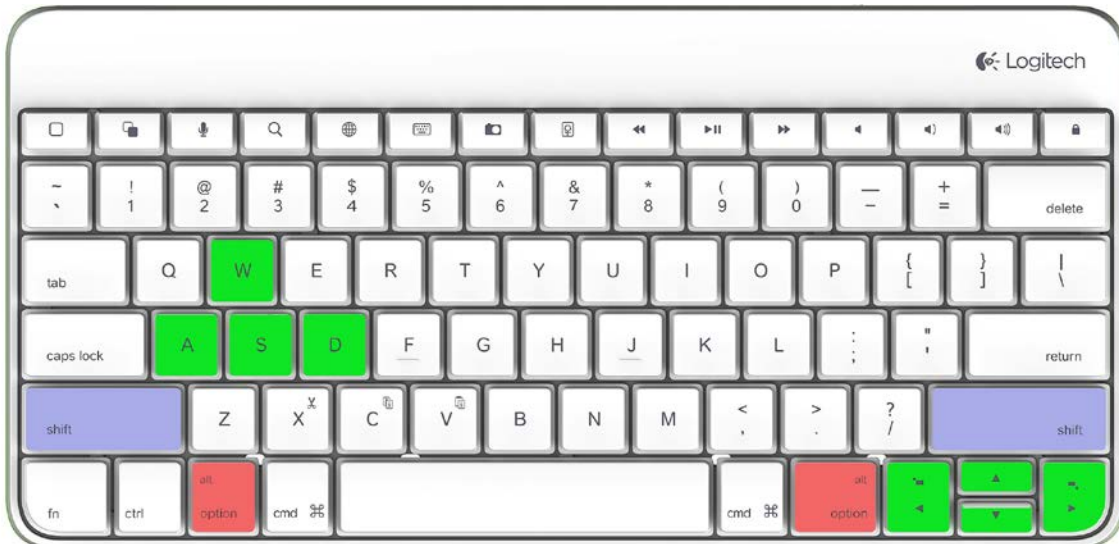 Logitech
~ ! @ # $ % ^ & * ( ) — +
` 1 2 3 4 5 6 7 8 9 0 – = delete
tab Q W E R T Y U I O P { [ } ] | \
caps lock A S D F G H J K L : ; " ' return
shift Z X C V B N M < , > . ? / shift
fn ctrl alt option cmd ⌘ cmd ⌘ alt option